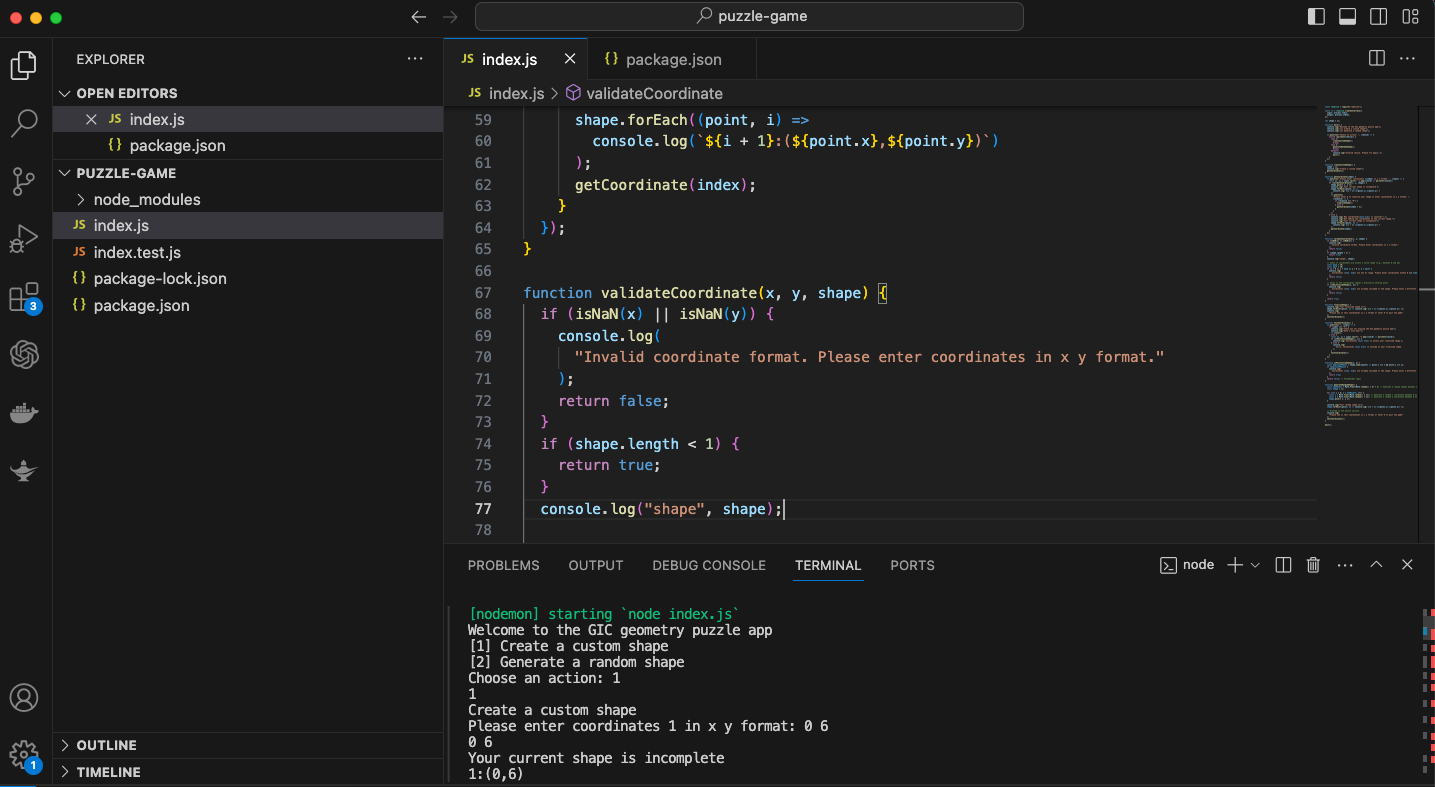 puzzle-game
EXPLORER
OPEN EDITORS
JS index.js
{} package.json
PUZZLE-GAME
node_modules
JS index.js
JS index.test.js
{} package-lock.json
{} package.json
3
1
OUTLINE
TIMELINE
JS index.js
{} package.json
JS index.js > validateCoordinate
59 shape.forEach((point, i) =>
60 console.log(`${i + 1}:(${point.x},${point.y})`)
61 );
62 getCoordinate(index);
63 }
64 });
65 }
66
67 function validateCoordinate(x, y, shape) {
68 if (isNaN(x) || isNaN(y)) {
69 console.log(
70 "Invalid coordinate format. Please enter coordinates in x y format."
71 );
72 return false;
73 }
74 if (shape.length < 1) {
75 return true;
76 }
77 console.log("shape", shape);
78
PROBLEMS OUTPUT DEBUG CONSOLE TERMINAL PORTS
node
[nodemon] starting `node index.js`
Welcome to the GIC geometry puzzle app
[1] Create a custom shape
[2] Generate a random shape
Choose an action: 1
1
Create a custom shape
Please enter coordinates 1 in x y format: 0 6
0 6
Your current shape is incomplete
1:(0,6)